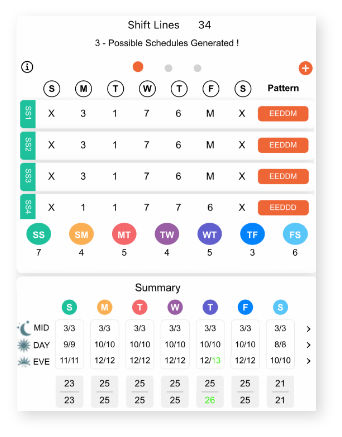 Shift Lines 34
3 - Possible Schedules Generated !
i +
S M T W T F S Pattern
SS1 X 3 1 7 6 M X EEDDM
SS2 X 3 1 7 6 M X EEDDM
SS3 X 3 1 7 6 M X EEDDM
SS4 X 1 1 7 7 6 X EEDDD
SS SM MT TW WT TF FS
7 4 5 4 5 3 6
Summary
S M T W T F S
MID 3/3 3/3 3/3 3/3 3/3 3/3 3/3 >
DAY 9/9 10/10 10/10 10/10 10/10 10/10 8/8 >
EVE 11/11 12/12 12/12 12/12 12/13 12/12 10/10 >
23 25 25 25 25 25 21
23 25 25 25 26 25 21